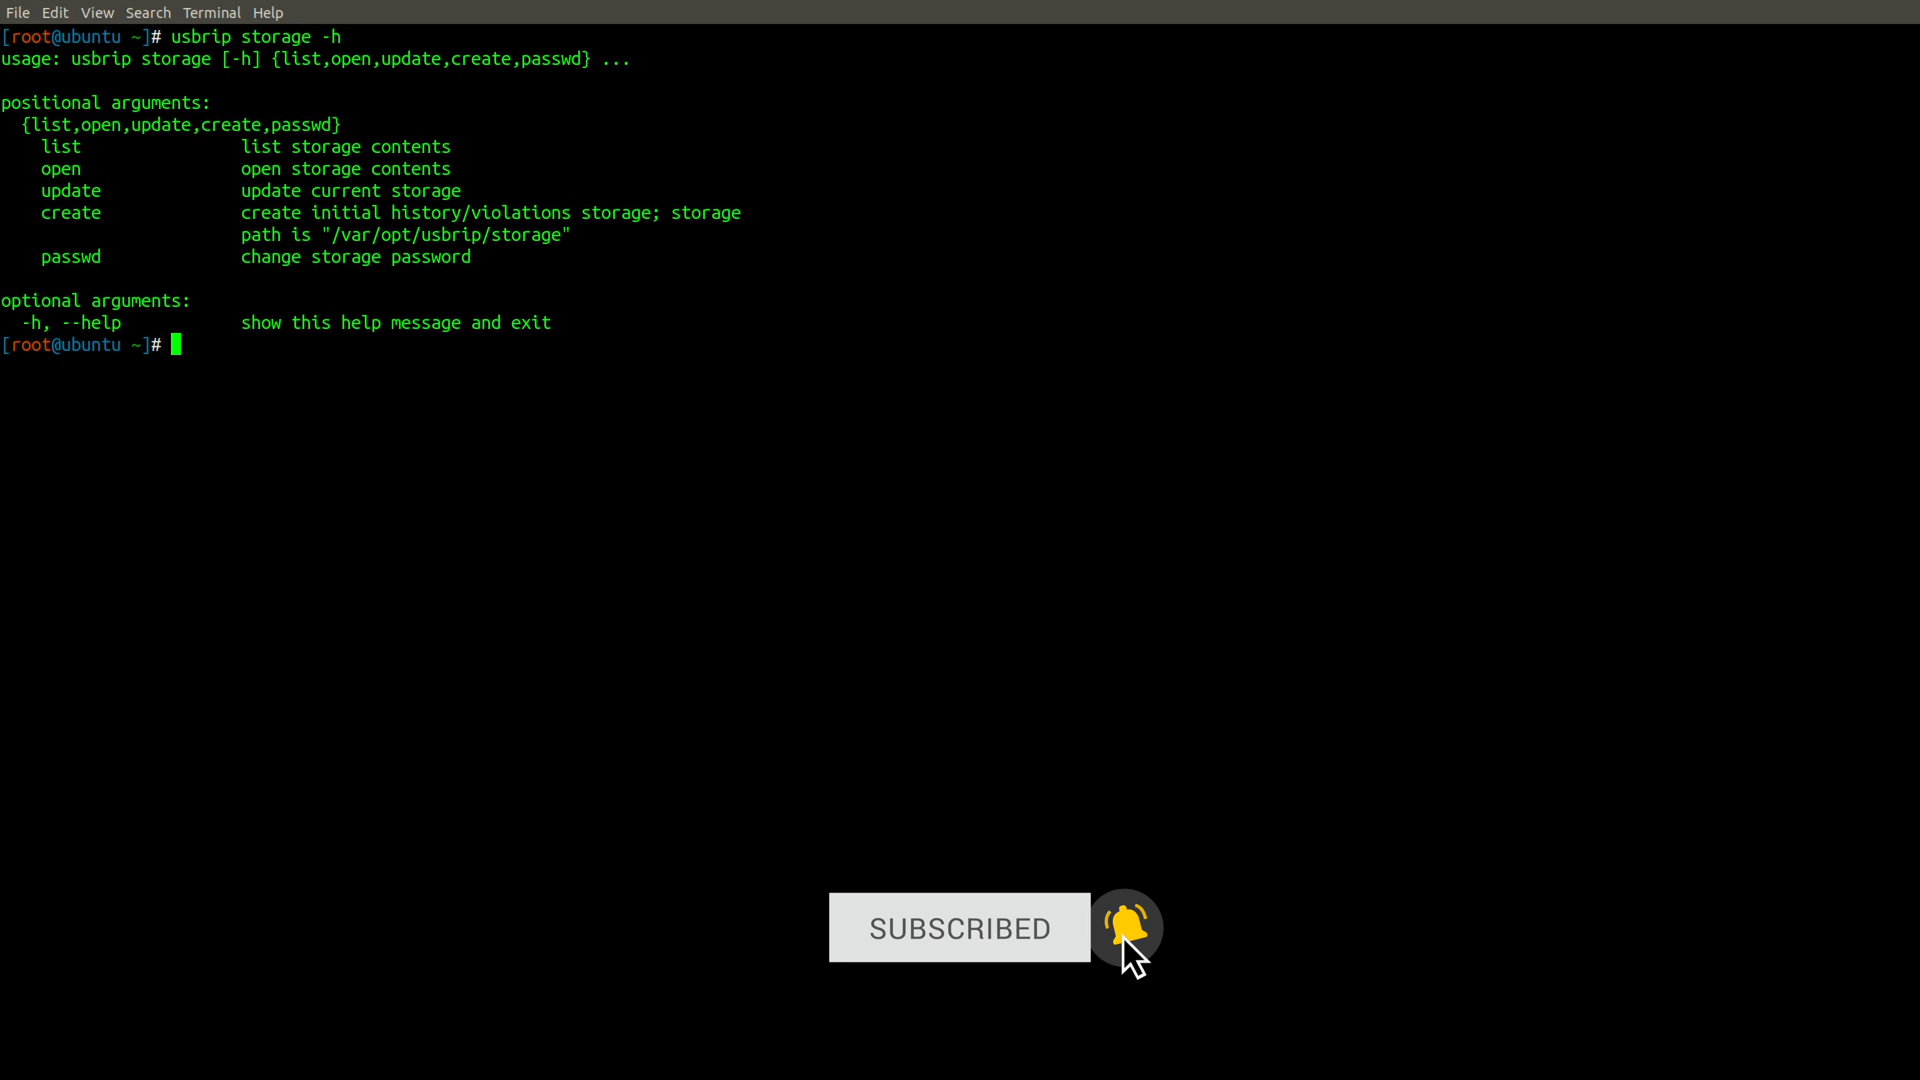 File Edit View Search Terminal Help
[root@ubuntu ~]# usbrip storage -h
usage: usbrip storage [-h] {list,open,update,create,passwd} ...
positional arguments:
{list,open,update,create,passwd}
list list storage contents
open open storage contents
update update current storage
create create initial history/violations storage; storage
path is "/var/opt/usbrip/storage"
passwd change storage password
optional arguments:
-h, --help show this help message and exit
[root@ubuntu ~]#
SUBSCRIBED